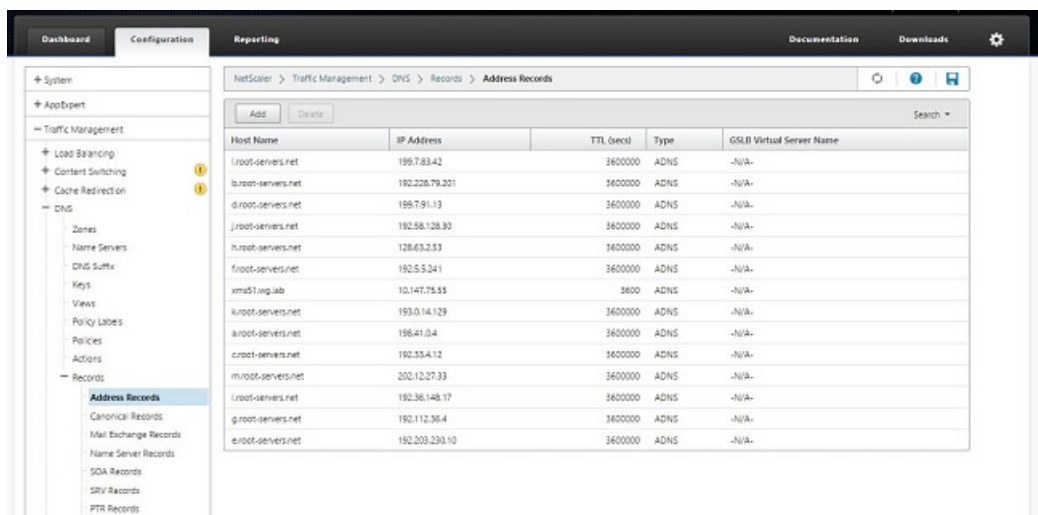 Dashboard Configuration Reporting Documentation Downloads
+ System
+ AppExpert
− Traffic Management
+ Load Balancing
+ Content Switching
+ Cache Redirection
− DNS
Zones
Name Servers
DNS Suffix
Keys
Views
Policy Labels
Policies
Actions
− Records
Address Records
Canonical Records
Mail Exchange Records
Name Server Records
SOA Records
SRV Records
PTR Records
NetScaler > Traffic Management > DNS > Records > Address Records
Add Delete Search
Host Name IP Address TTL (secs) Type GSLB Virtual Server Name
l.root-servers.net 199.7.83.42 3600000 ADNS -N/A-
b.root-servers.net 192.228.79.201 3600000 ADNS -N/A-
d.root-servers.net 199.7.91.13 3600000 ADNS -N/A-
j.root-servers.net 192.58.128.30 3600000 ADNS -N/A-
h.root-servers.net 128.63.2.53 3600000 ADNS -N/A-
f.root-servers.net 192.5.5.241 3600000 ADNS -N/A-
xms51.wg.lab 10.147.75.55 3600 ADNS -N/A-
k.root-servers.net 193.0.14.129 3600000 ADNS -N/A-
a.root-servers.net 198.41.0.4 3600000 ADNS -N/A-
c.root-servers.net 192.33.4.12 3600000 ADNS -N/A-
m.root-servers.net 202.12.27.33 3600000 ADNS -N/A-
i.root-servers.net 192.36.148.17 3600000 ADNS -N/A-
g.root-servers.net 192.112.36.4 3600000 ADNS -N/A-
e.root-servers.net 192.203.230.10 3600000 ADNS -N/A-